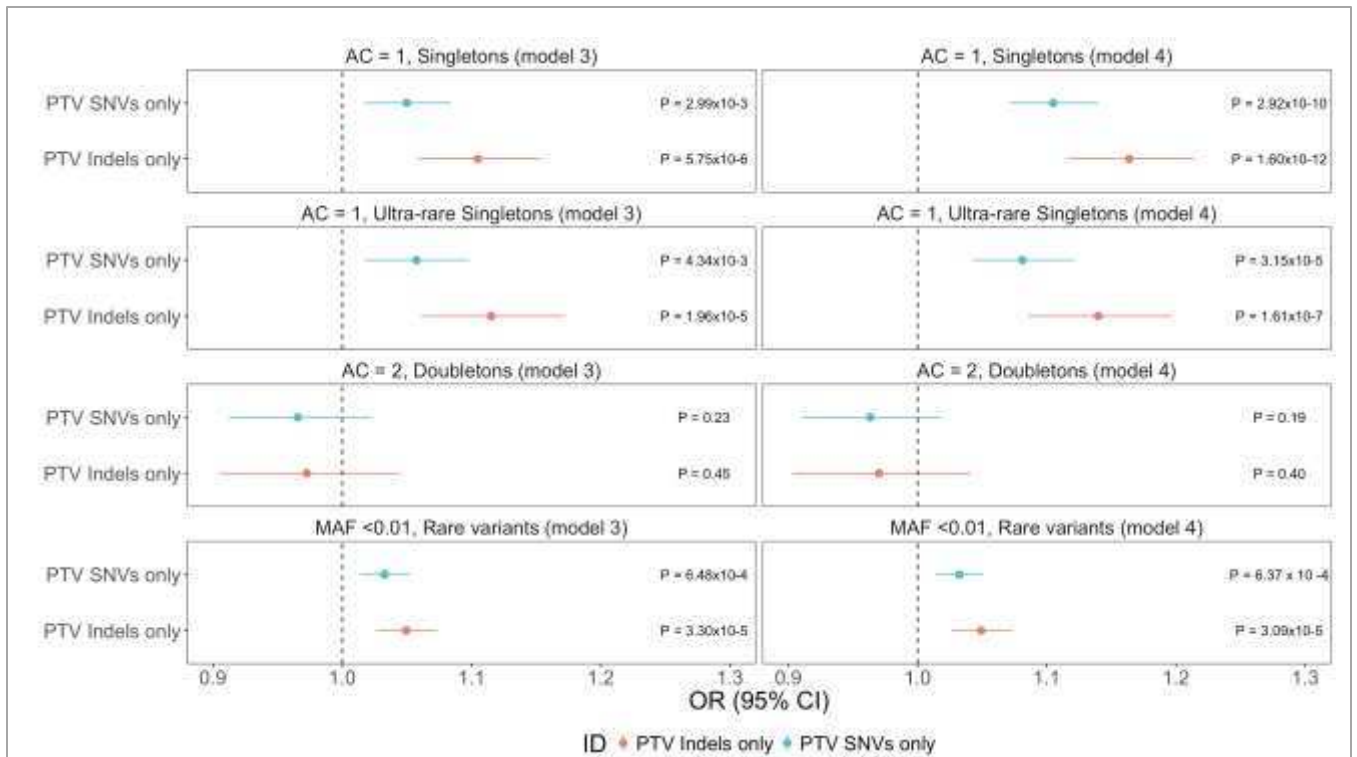 AC = 1, Singletons (model 3)
AC = 1, Singletons (model 4)
PTV SNVs only
P = 2.99x10-3
P = 2.92x10-10
PTV Indels only
P = 5.75x10-6
P = 1.60x10-12
AC = 1, Ultra-rare Singletons (model 3)
AC = 1, Ultra-rare Singletons (model 4)
PTV SNVs only
P = 4.34x10-3
P = 3.15x10-5
PTV Indels only
P = 1.96x10-5
P = 1.61x10-7
AC = 2, Doubletons (model 3)
AC = 2, Doubletons (model 4)
PTV SNVs only
P = 0.23
P = 0.19
PTV Indels only
P = 0.45
P = 0.40
MAF <0.01, Rare variants (model 3)
MAF <0.01, Rare variants (model 4)
PTV SNVs only
P = 6.48x10-4
P = 6.37 x 10 -4
PTV Indels only
P = 3.30x10-5
P = 3.09x10-5
0.9 1.0 1.1 1.2 1.3
0.9 1.0 1.1 1.2 1.3
OR (95% CI)
ID PTV Indels only PTV SNVs only